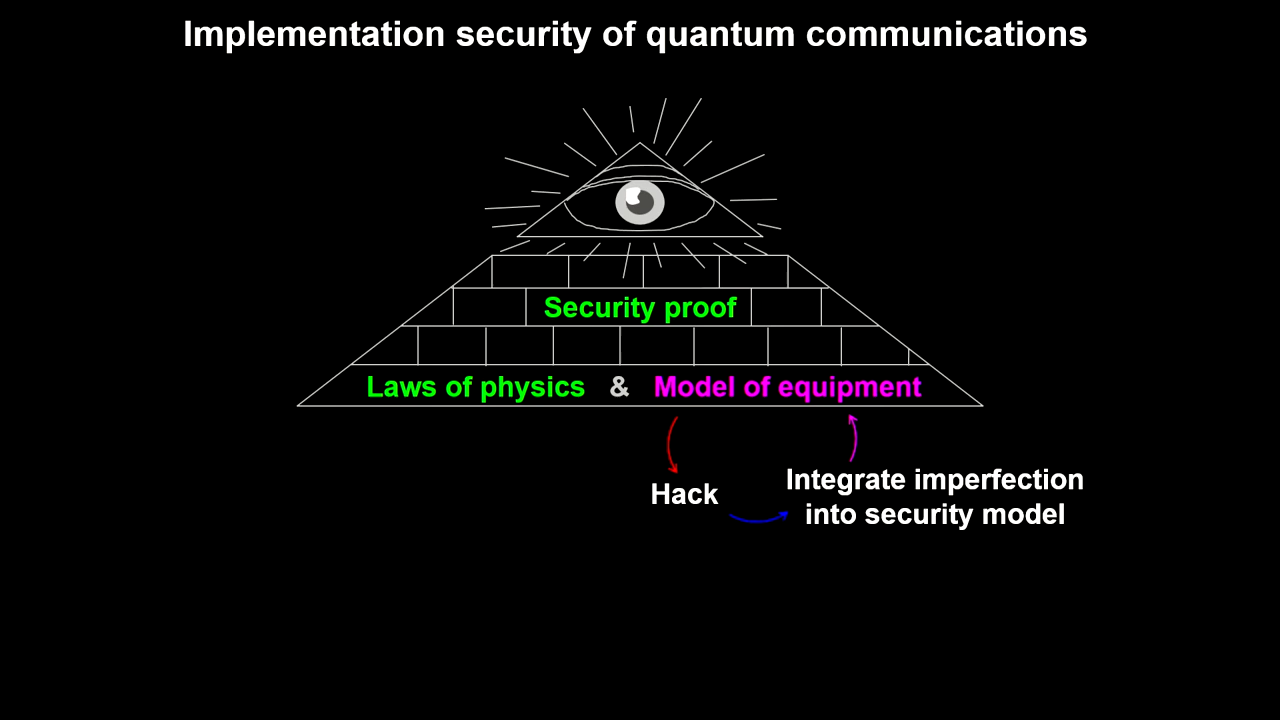 Implementation security of quantum communications
Security proof
Laws of physics & Model of equipment
Hack
Integrate imperfection
into security model